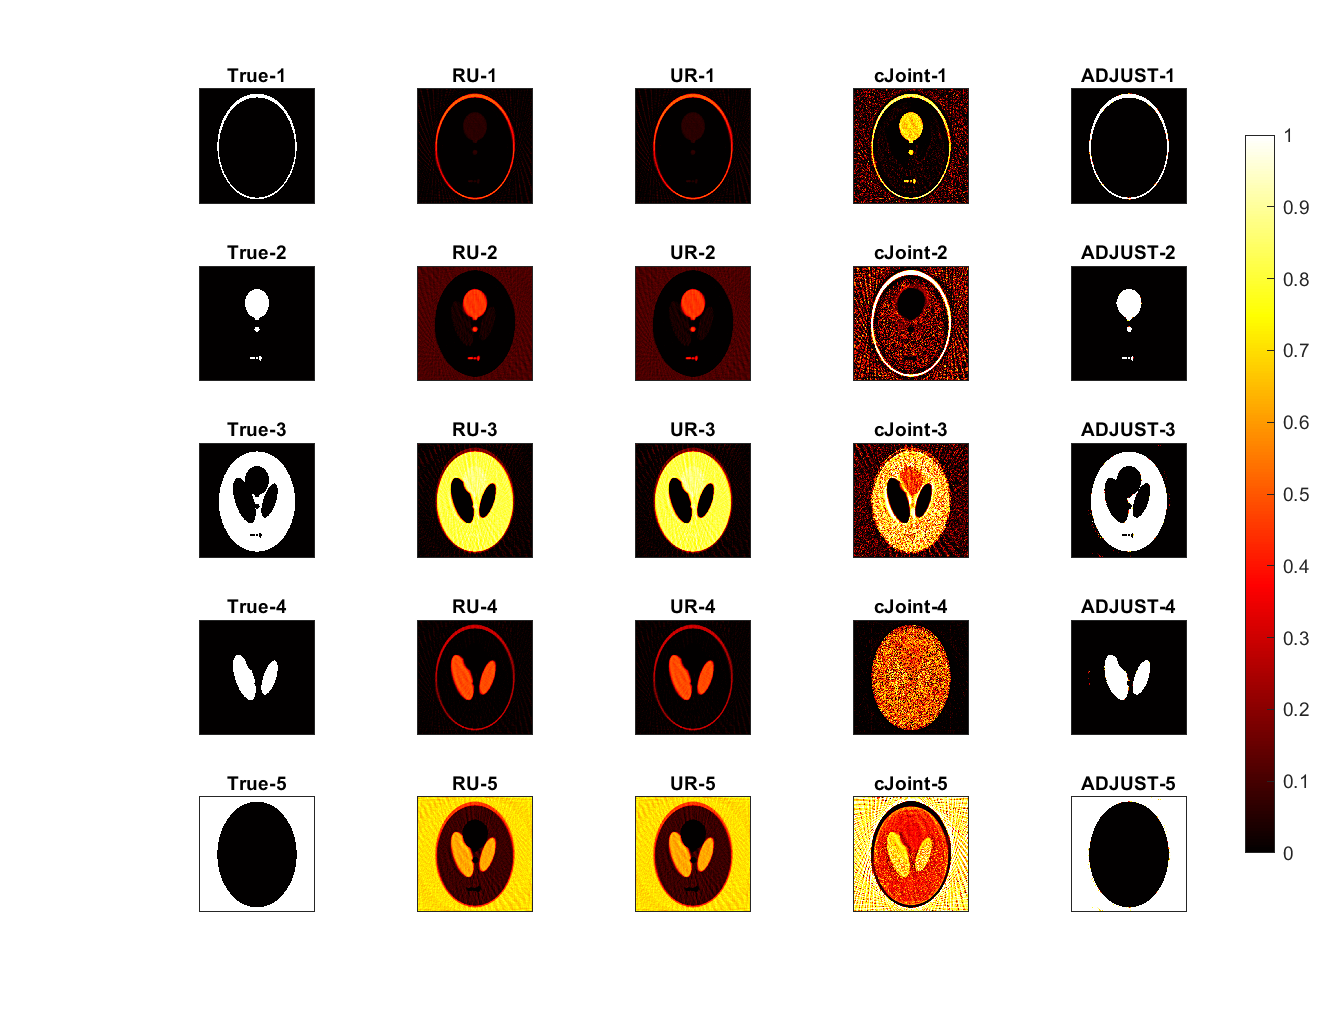 True-1 RU-1 UR-1 cJoint-1 ADJUST-1
True-2 RU-2 UR-2 cJoint-2 ADJUST-2
True-3 RU-3 UR-3 cJoint-3 ADJUST-3
True-4 RU-4 UR-4 cJoint-4 ADJUST-4
True-5 RU-5 UR-5 cJoint-5 ADJUST-5
1
0.9
0.8
0.7
0.6
0.5
0.4
0.3
0.2
0.1
0